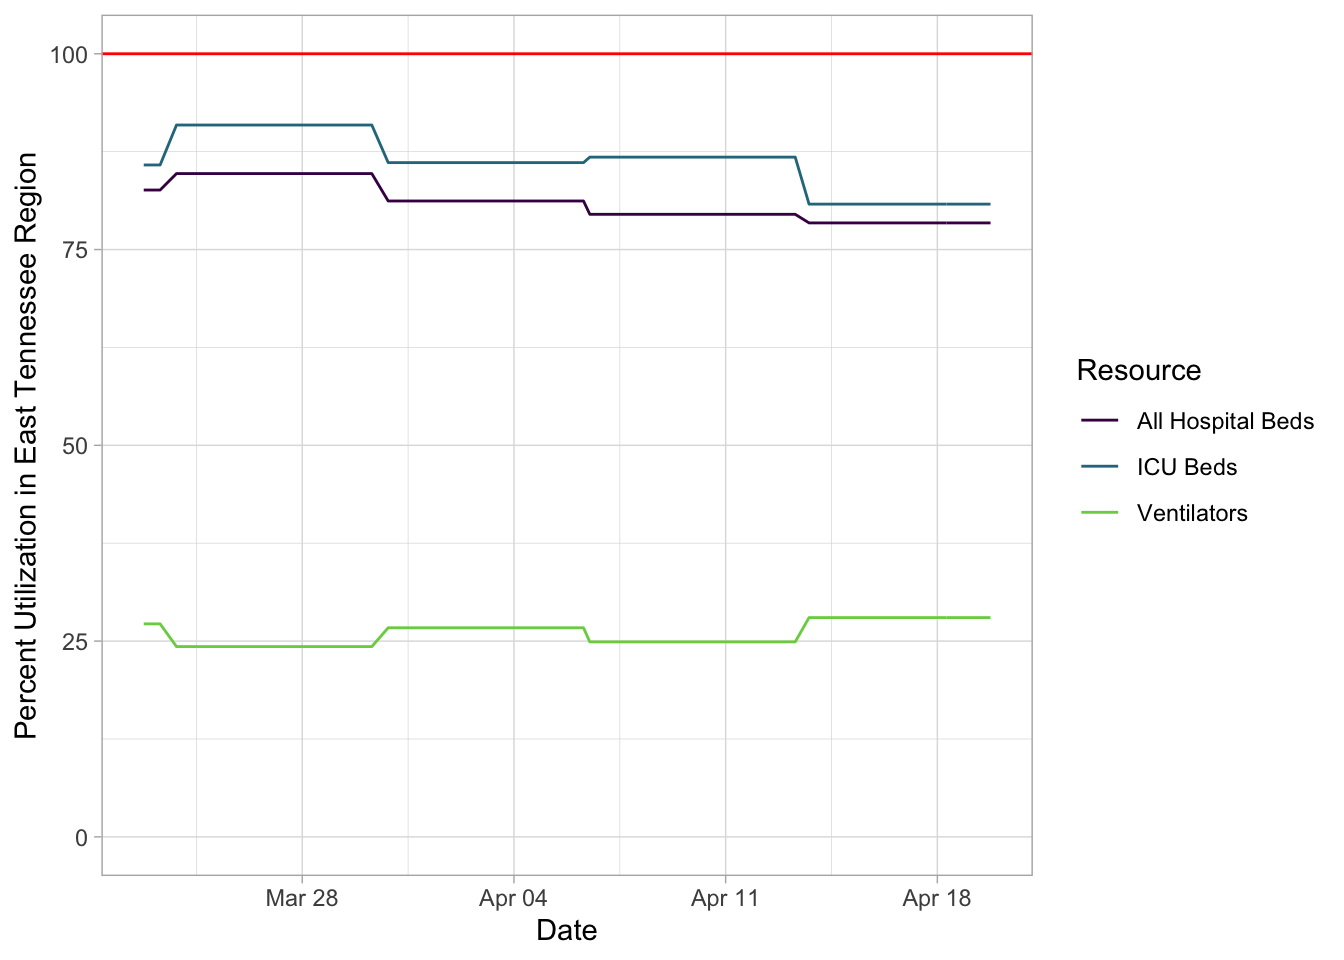 Percent Utilization in East Tennessee Region
100
75
50
25
0
Mar 28 Apr 04 Apr 11 Apr 18
Date
Resource
All Hospital Beds
ICU Beds
Ventilators